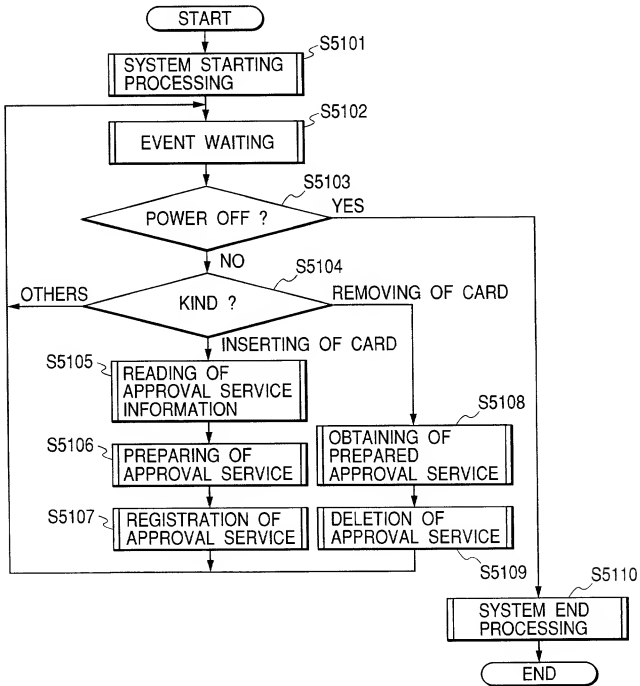 START
S5101
SYSTEM STARTING
PROCESSING
S5102
EVENT WAITING
S5103
POWER OFF ?
YES
NO
S5104
OTHERS
KIND ?
REMOVING OF CARD
INSERTING OF CARD
S5105
READING OF
APPROVAL SERVICE
INFORMATION
S5106
PREPARING OF
APPROVAL SERVICE
S5107
REGISTRATION OF
APPROVAL SERVICE
S5108
OBTAINING OF
PREPARED
APPROVAL SERVICE
DELETION OF
APPROVAL SERVICE
S5109
S5110
SYSTEM END
PROCESSING
END